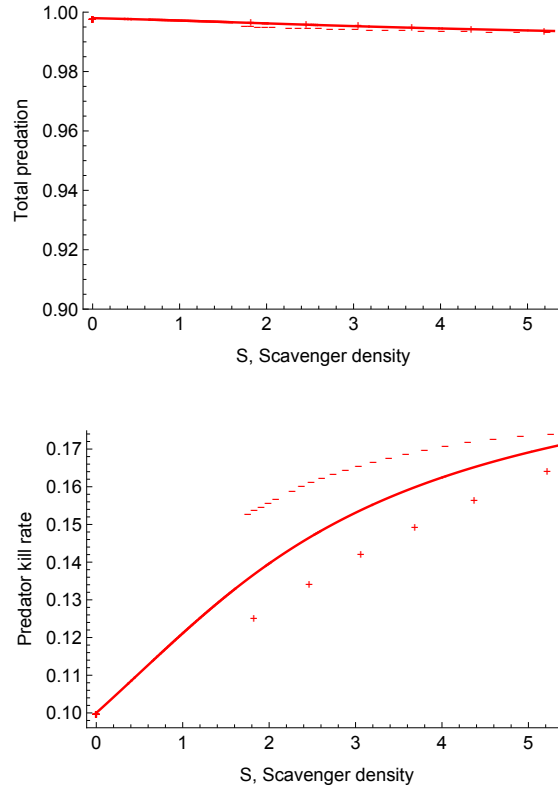 1.00
0.98
0.96
0.94
0.92
0.90
Total predation
0 1 2 3 4 5
S, Scavenger density
0.17
0.16
0.15
0.14
0.13
0.12
0.11
0.10
Predator kill rate
0 1 2 3 4 5
S, Scavenger density